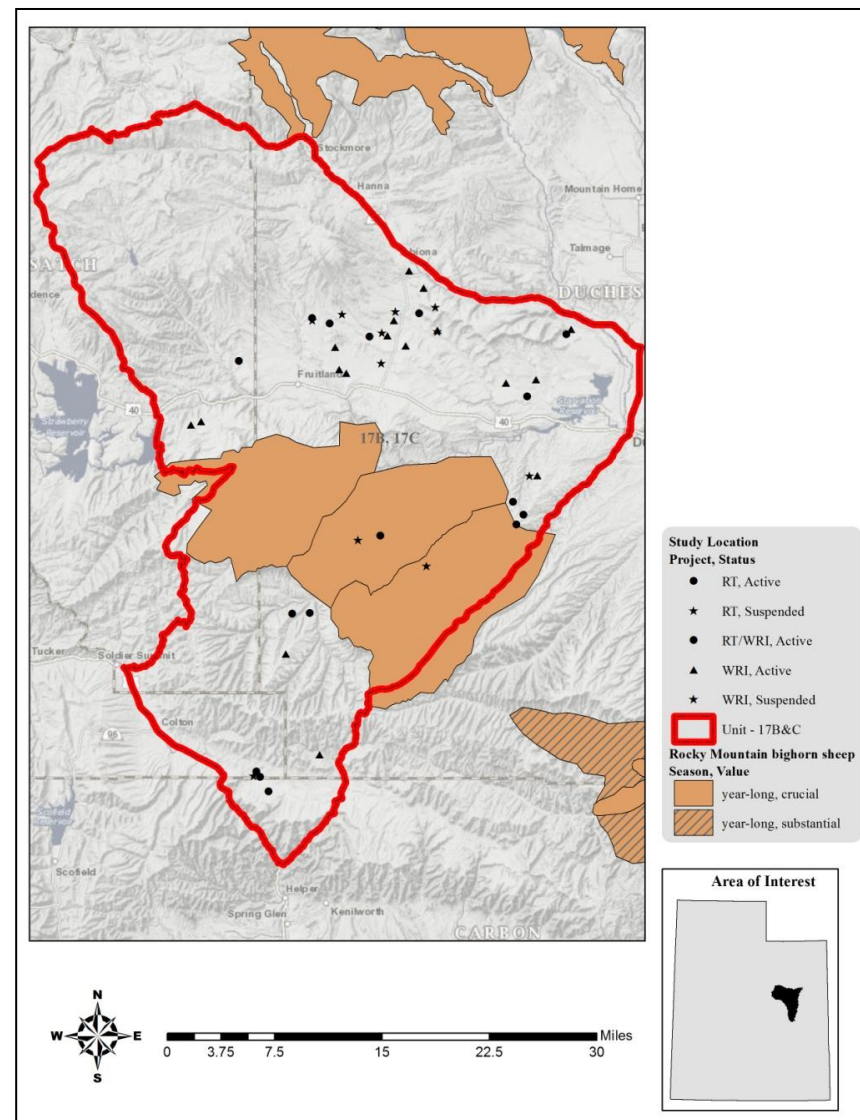 Stockmore
Hanna
Mountain Home
Talmage
DUCHES
40
Strawberry
Reservoir
Fruitland
40
Reservoir
17B, 17C
Tucker
Soldier Summit
Colton
96
Scofield
Reservoir
Scofield
Helper
Spring Glen
Kenilworth
CARBON
Study Location
Project, Status
RT, Active
RT, Suspended
RT/WRI, Active
WRI, Active
WRI, Suspended
Unit - 17B&C
Rocky Mountain bighorn sheep
Season, Value
year-long, crucial
year-long, substantial
Area of Interest
N
W E
S
Miles
0 3.75 7.5 15 22.5 30